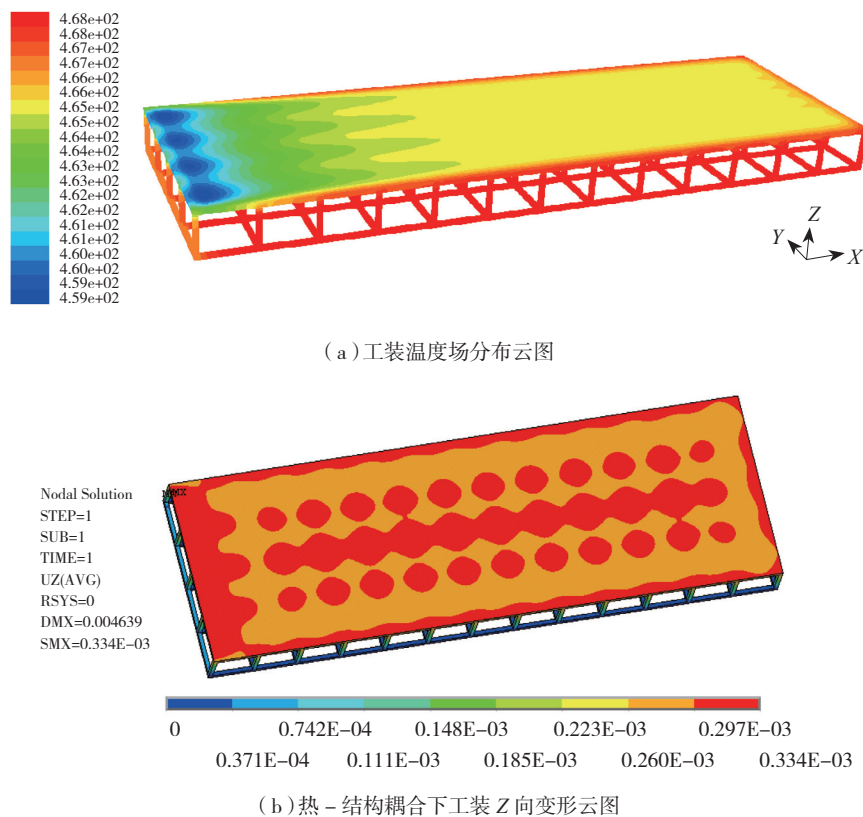 4.68e+02
4.68e+02
4.67e+02
4.67e+02
4.66e+02
4.66e+02
4.65e+02
4.64e+02
4.64e+02
4.63e+02
4.63e+02
4.62e+02
4.62e+02
4.61e+02
4.61e+02
4.60e+02
4.60e+02
4.59e+02
4.59e+02
Z
Y
X
(a)工装温度场分布云图
Nodal Solution
STEP=1
SUB=1
TIME=1
UZ(AVG)
RSYS=0
DMX=0.004639
SMX=0.334E-03
0 0.742E-04 0.148E-03 0.223E-03 0.297E-03
0.371E-04 0.111E-03 0.185E-03 0.260E-03 0.334E-03
(b)热–结构耦合下工装 Z 向变形云图